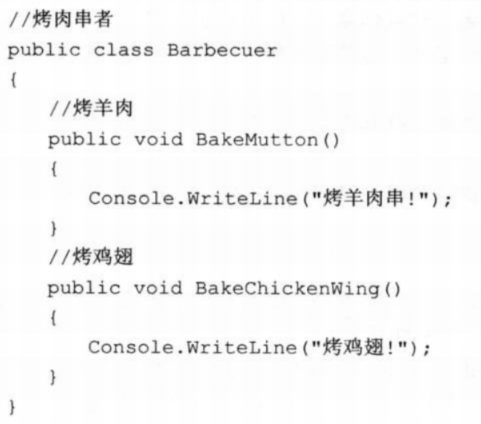 //烤肉串者
public class Barbecuer
{
    //烤羊肉
    public void BakeMutton()
    {
        Console.WriteLine("烤羊肉串!");
    }
    //烤鸡翅
    public void BakeChickenWing()
    {
        Console.WriteLine("烤鸡翅!");
    }
}